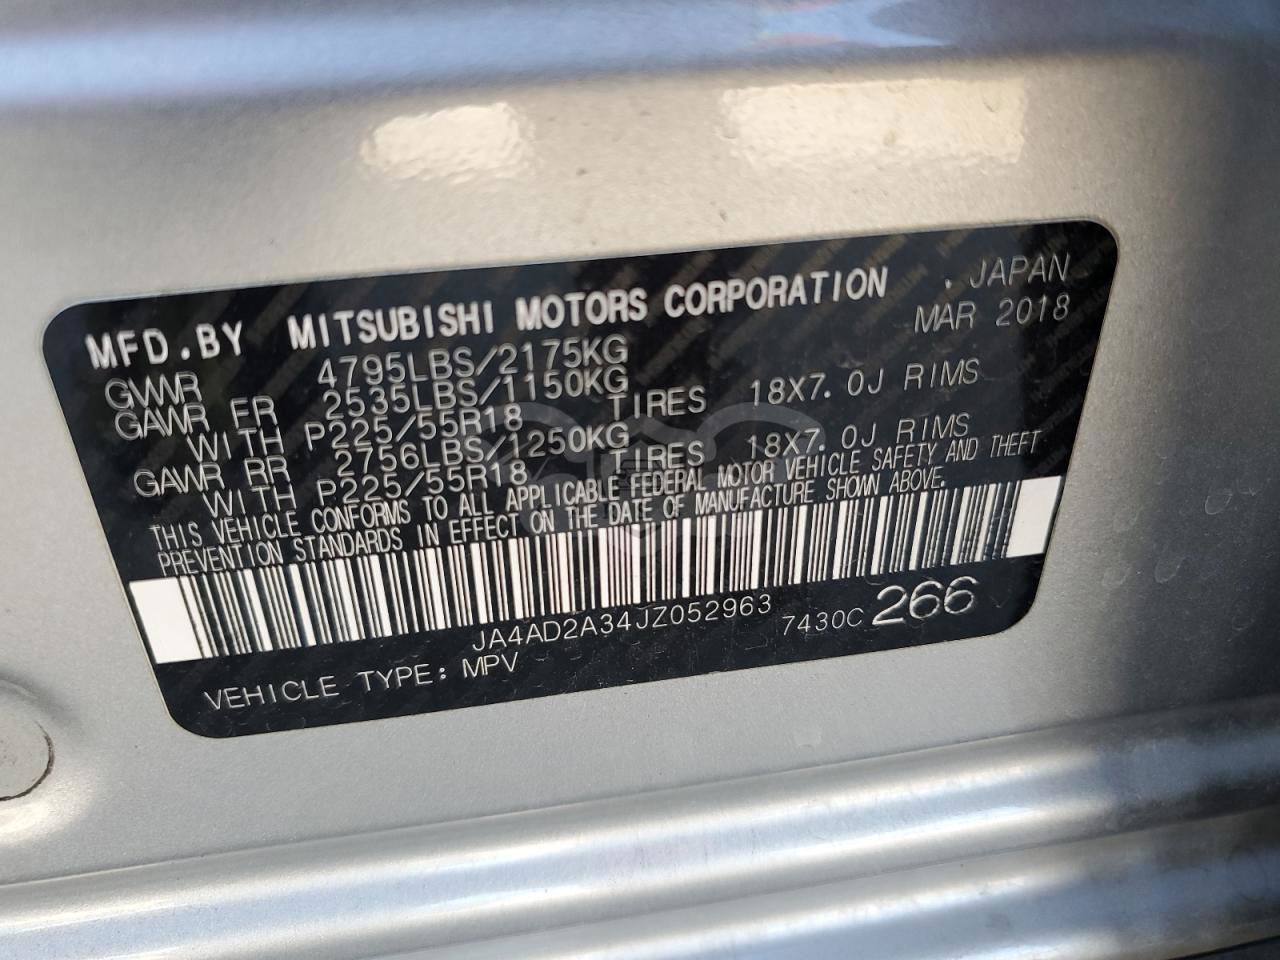 MFD.BY MITSUBISHI MOTORS CORPORATION . JAPAN
MAR 2018
GVWR 4795LBS/2175KG
GAWR FR 2535LBS/1150KG
WITH P225/55R18 TIRES 18X7.0J RIMS
GAWR RR 2756LBS/1250KG
WITH P225/55R18 TIRES 18X7.0J RIMS
THIS VEHICLE CONFORMS TO ALL APPLICABLE FEDERAL MOTOR VEHICLE SAFETY AND THEFT
PREVENTION STANDARDS IN EFFECT ON THE DATE OF MANUFACTURE SHOWN ABOVE.
JA4AD2A34JZ052963 7430C 266
VEHICLE TYPE: MPV